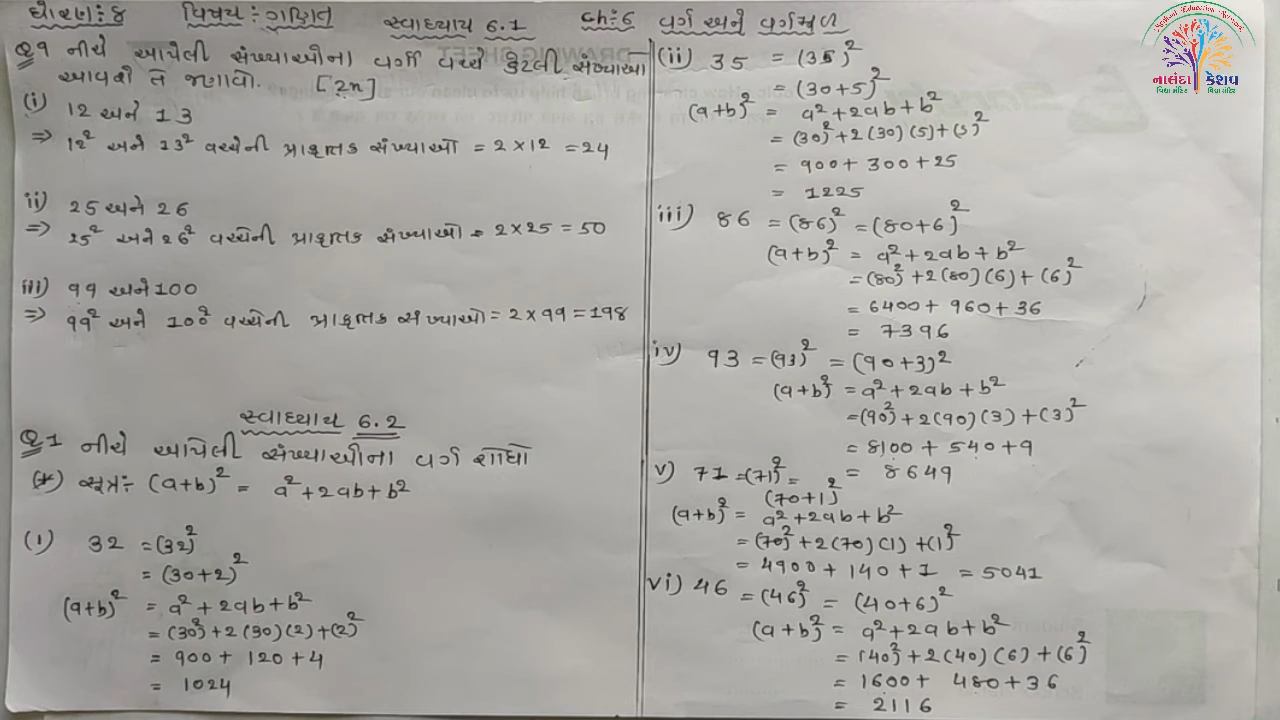 ધોરણ: ૪ વિષય : ગણિત સ્વાધ્યાય 6.1 ch: 6 વર્ગ અને વર્ગમૂળ
Q 1 નીચે આપેલી સંખ્યાઓના વર્ગો વચ્ચે કેટલી સંખ્યાઓ
આવશે તે જણાવો. [2n]
(i) 12 અને 13
⇒ 12² અને 13² વચ્ચેની પ્રાકૃતક સંખ્યાઓ = 2 × 12 = 24
ii) 25 અને 26
⇒ 25² અને 26² વચ્ચેની પ્રાકૃતક સંખ્યાઓ = 2 × 25 = 50
iii) 99 અને 100
⇒ 99² અને 100² વચ્ચેની પ્રાકૃતક સંખ્યાઓ = 2 × 99 = 198
સ્વાધ્યાય 6.2
Q 1 નીચે આપેલી સંખ્યાઓના વર્ગ શોધો
(*) સૂત્ર:- (a+b)² = a² + 2ab + b²
(i) 32 = (32)²
= (30+2)²
(a+b)² = a² + 2ab + b²
= (30)² + 2(30)(2) + (2)²
= 900 + 120 + 4
= 1024
(ii) 35 = (35)²
= (30+5)²
(a+b)² = a² + 2ab + b²
= (30)² + 2(30)(5) + (5)²
= 900 + 300 + 25
= 1225
iii) 86 = (86)² = (80+6)²
(a+b)² = a² + 2ab + b²
= (80)² + 2(80)(6) + (6)²
= 6400 + 960 + 36
= 7396
iv) 93 = (93)² = (90+3)²
(a+b)² = a² + 2ab + b²
= (90)² + 2(90)(3) + (3)²
= 8100 + 540 + 9
= 8649
v) 71 = (71)² = (70+1)²
(a+b)² = a² + 2ab + b²
= (70)² + 2(70)(1) + (1)²
= 4900 + 140 + 1 = 5041
vi) 46 = (46)² = (40+6)²
(a+b)² = a² + 2ab + b²
= (40)² + 2(40)(6) + (6)²
= 1600 + 480 + 36
= 2116
નાલંદા કેશવ
વિદ્યા મંદિર વિદ્યા મંદિર